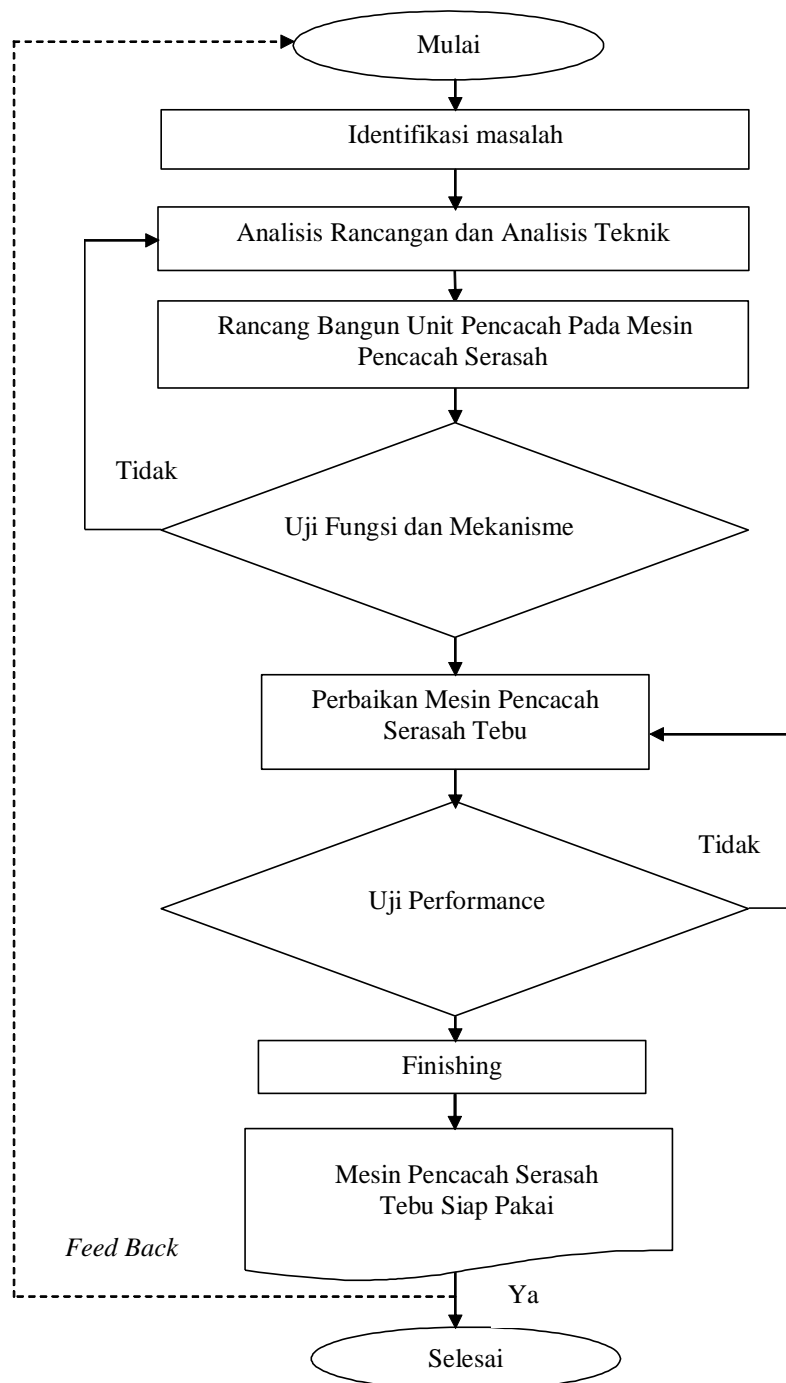 Mulai
Identifikasi masalah
Analisis Rancangan dan Analisis Teknik
Rancang Bangun Unit Pencacah Pada Mesin
Pencacah Serasah
Tidak
Uji Fungsi dan Mekanisme
Perbaikan Mesin Pencacah
Serasah Tebu
Tidak
Uji Performance
Finishing
Mesin Pencacah Serasah
Tebu Siap Pakai
Feed Back
Ya
Selesai